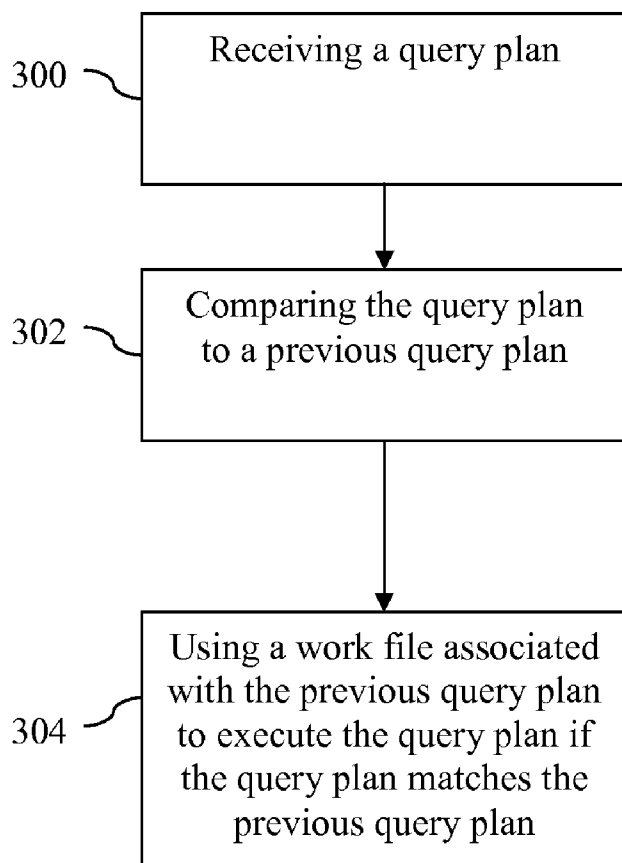 300
Receiving a query plan
302
Comparing the query plan
to a previous query plan
304
Using a work file associated
with the previous query plan
to execute the query plan if
the query plan matches the
previous query plan